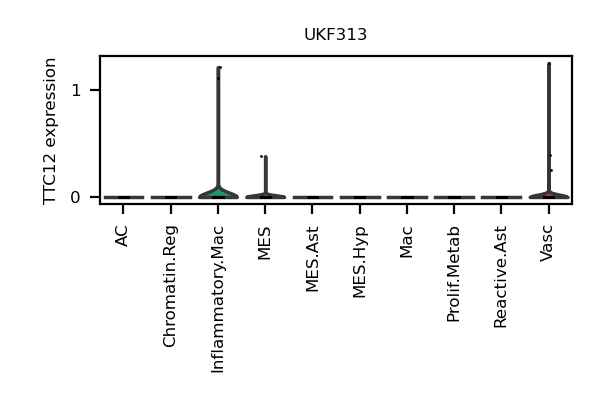 UKF313
TTC12 expression
1
0
AC
Chromatin.Reg
Inflammatory.Mac
MES
MES.Ast
MES.Hyp
Mac
Prolif.Metab
Reactive.Ast
Vasc